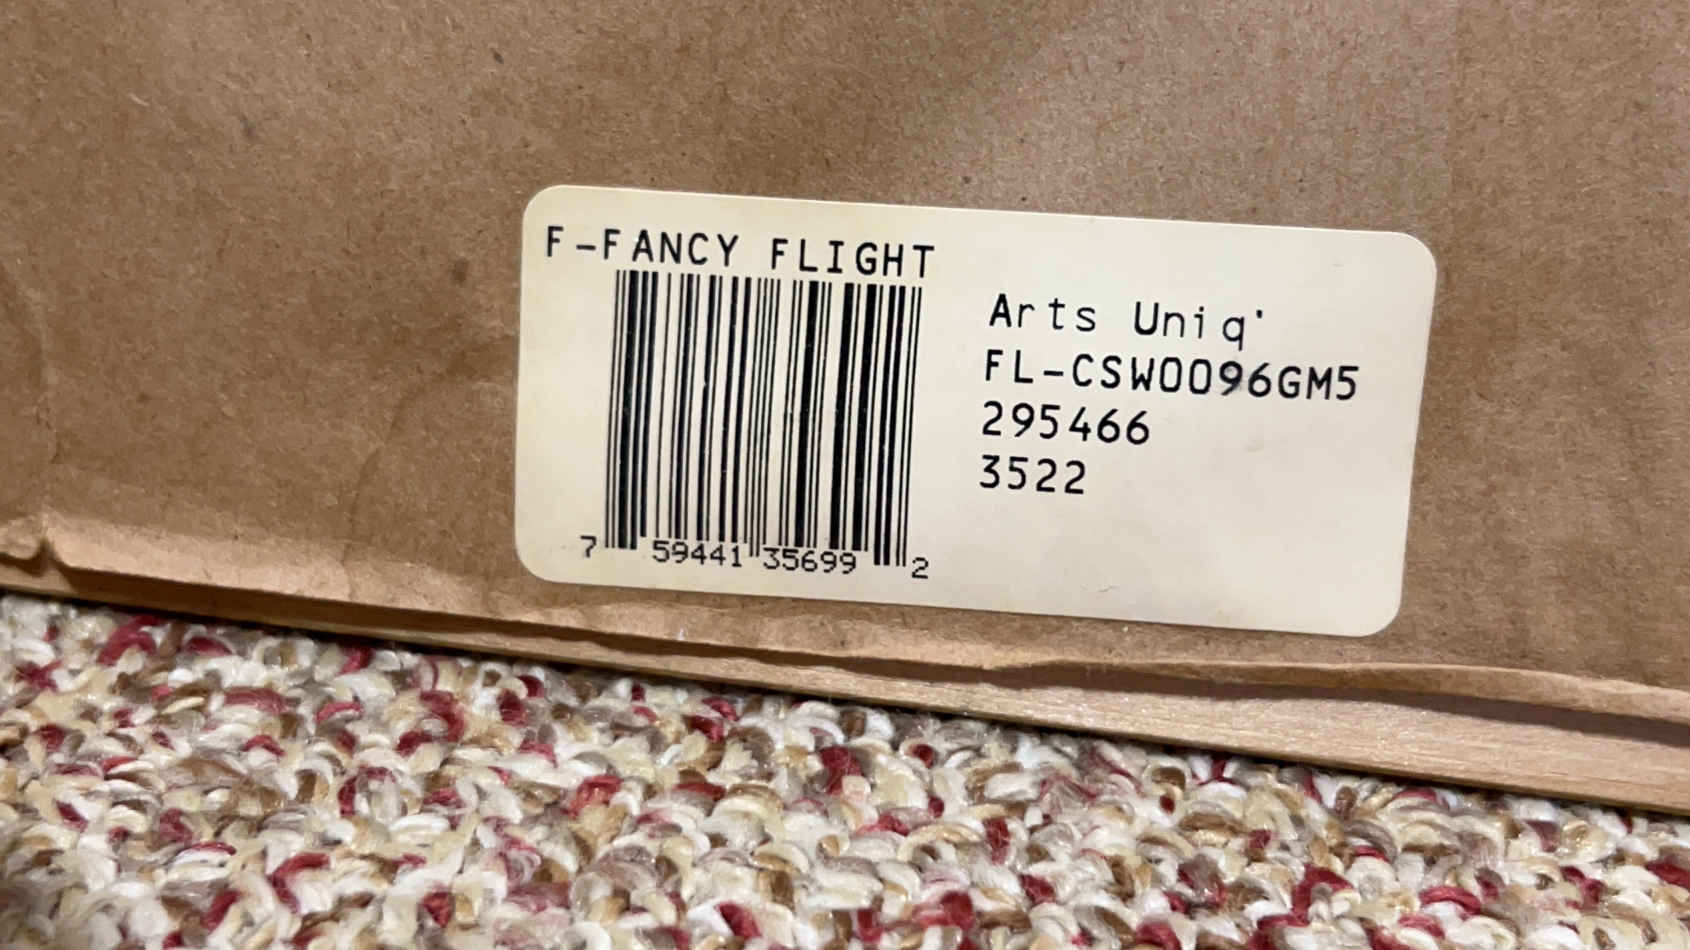 F-FANCY FLIGHT
7 59441 35699 2
Arts Uniq'
FL-CSW0096GM5
295466
3522